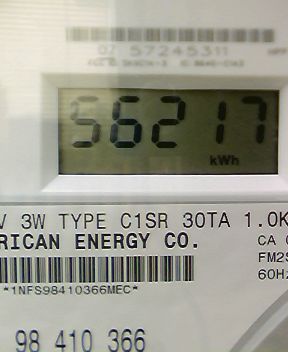 02 57245311
56217
kWh
V 3W TYPE C1SR 30TA 1.0K
RICAN ENERGY CO.
CA
FM2S
60Hz
*1NFS98410366MEC*
98 410 366